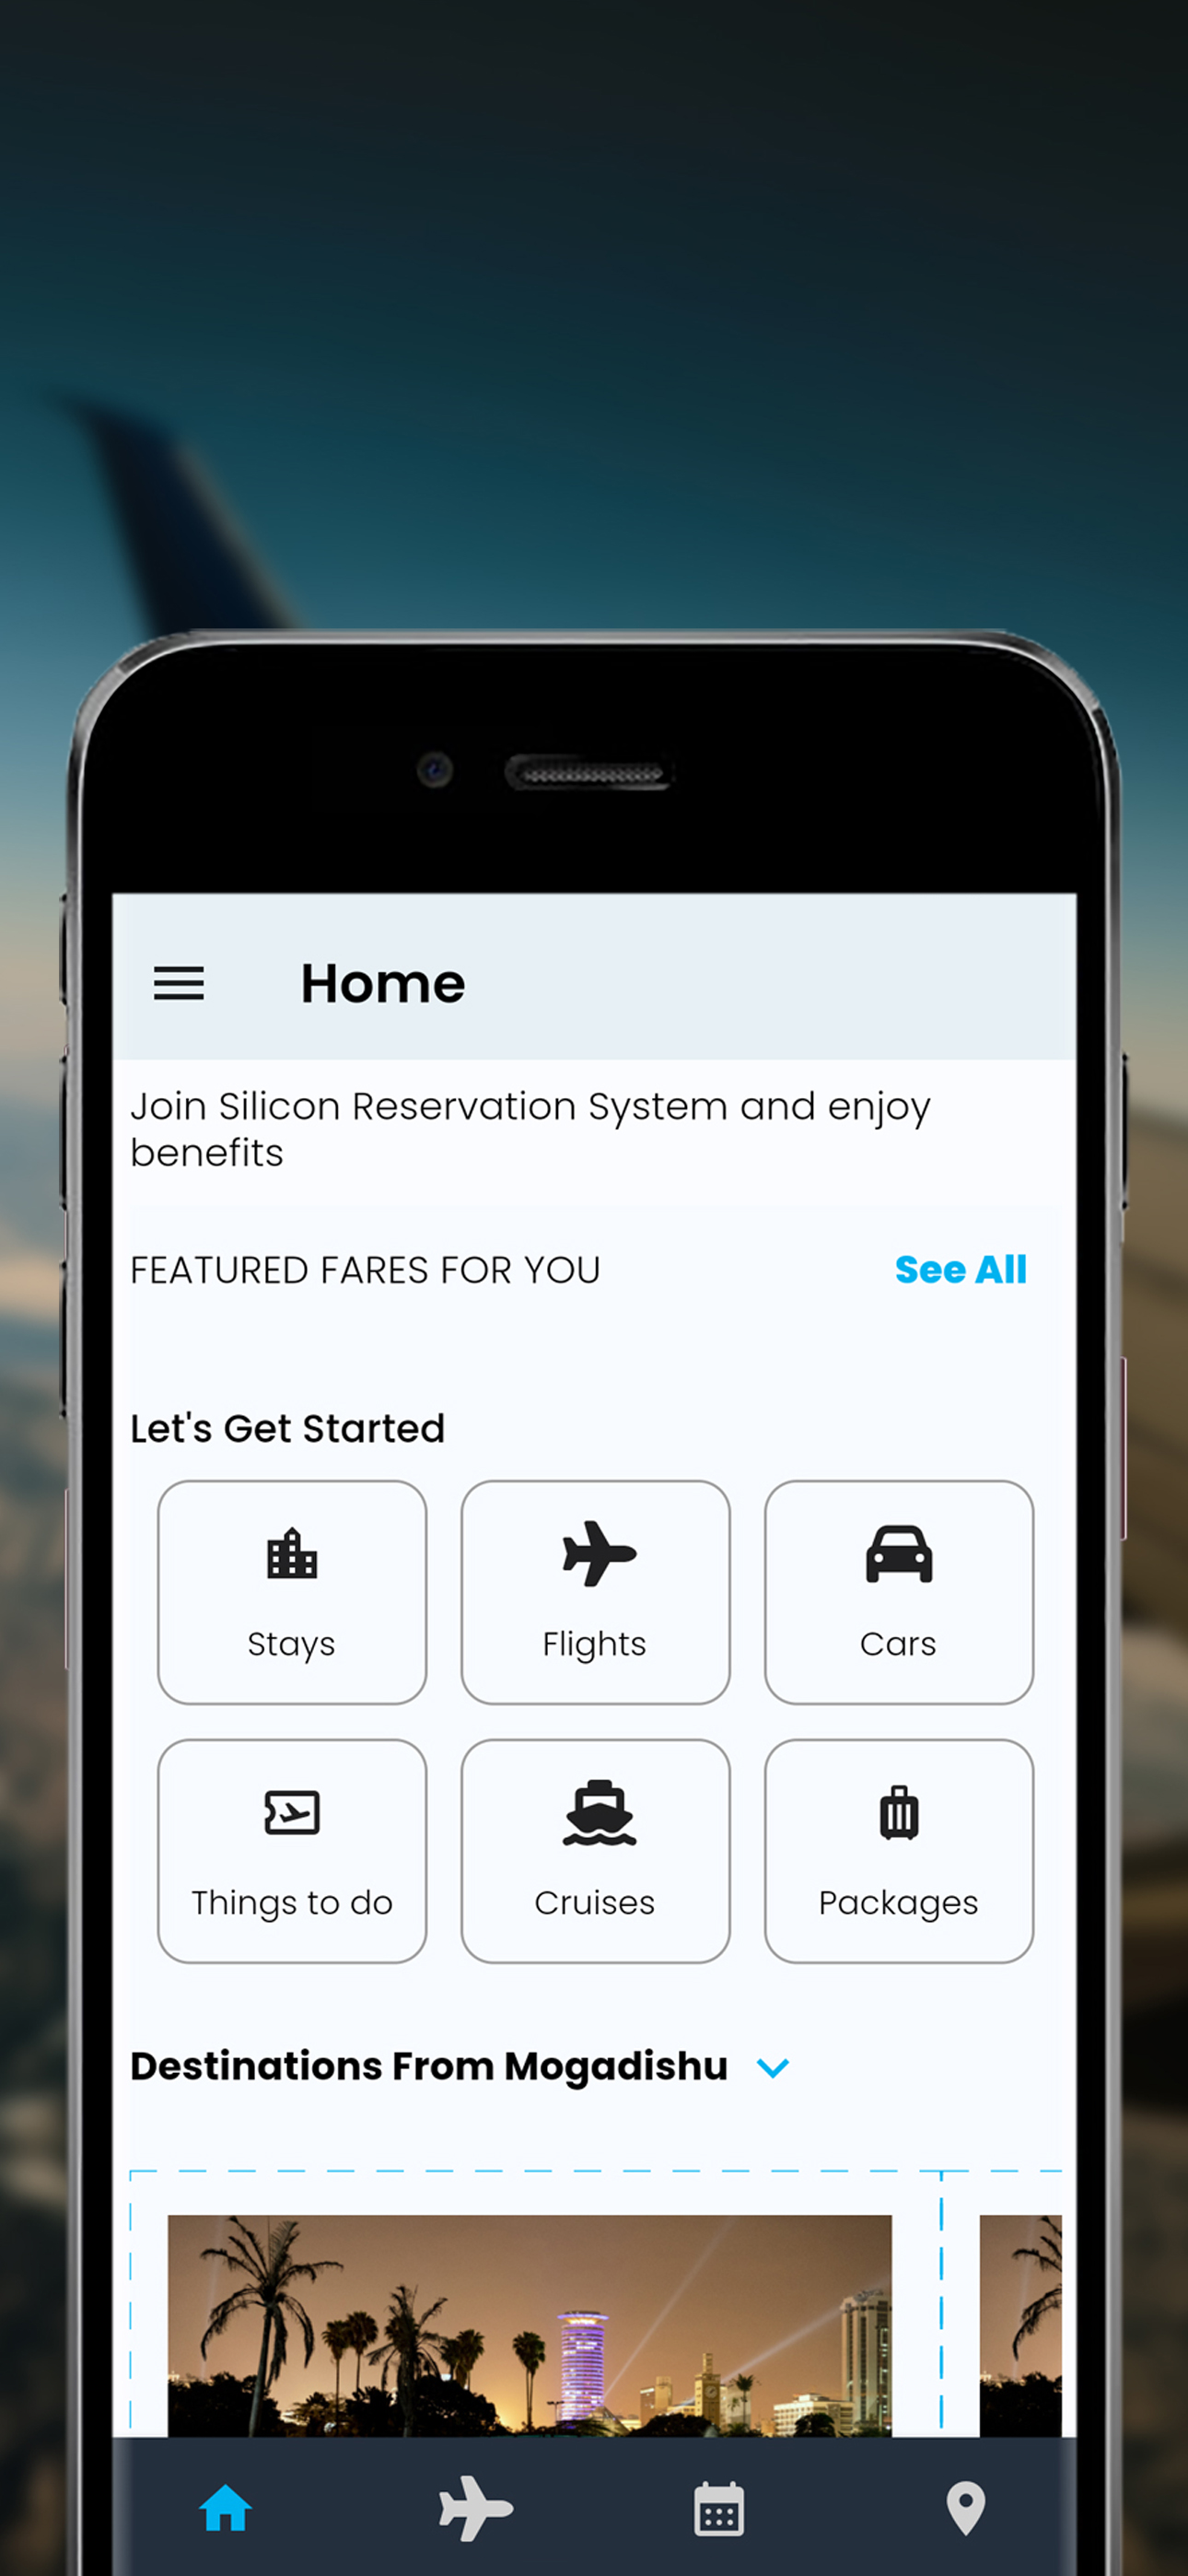 Home
Join Silicon Reservation System and enjoy
benefits
FEATURED FARES FOR YOU
See All
Let's Get Started
Stays
Flights
Cars
Things to do
Cruises
Packages
Destinations From Mogadishu